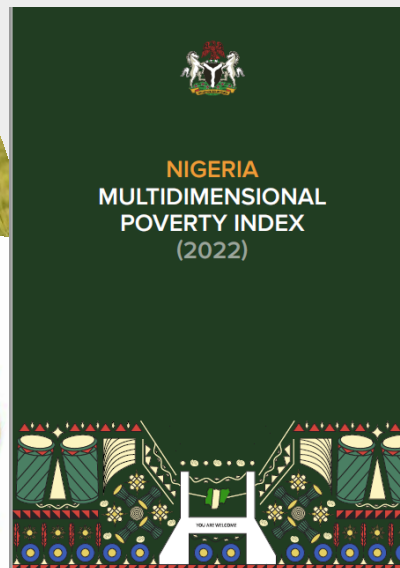 NIGERIA
MULTIDIMENSIONAL
POVERTY INDEX
(2022)
YOU ARE WELCOME